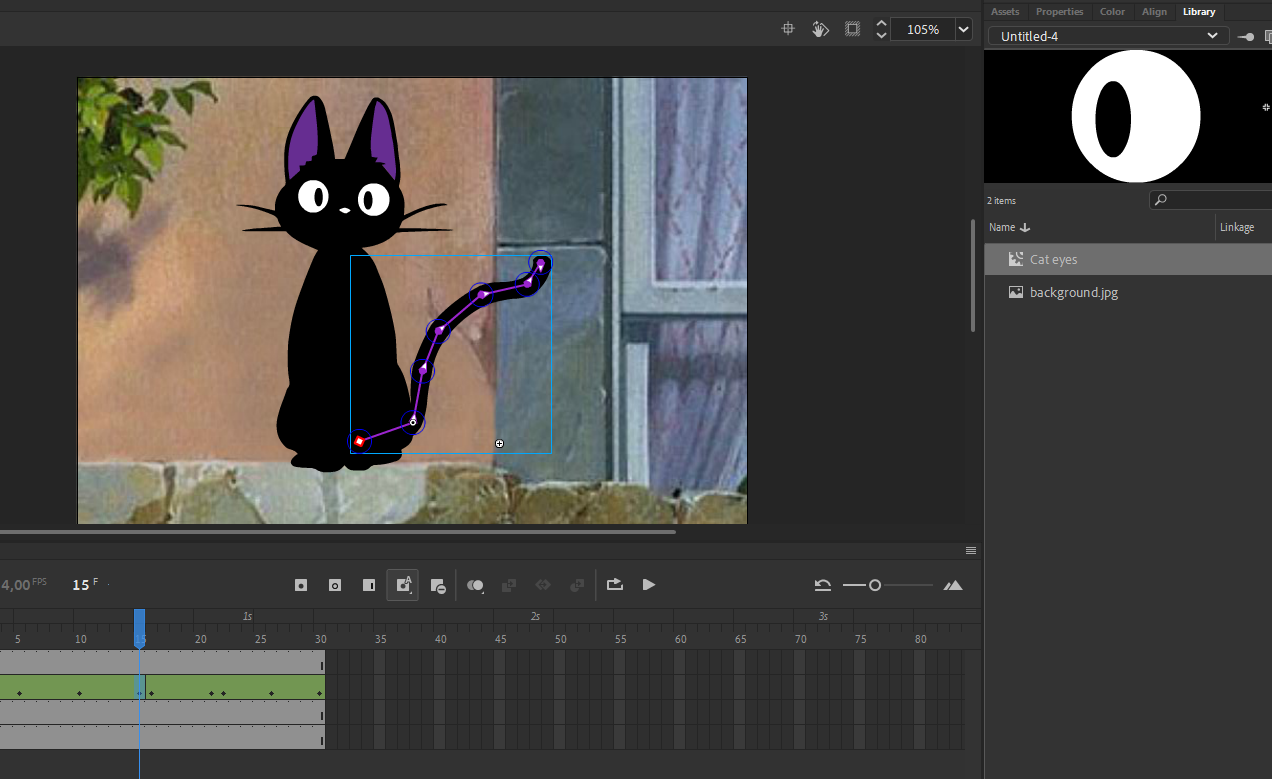 Assets Properties Color Align Library
105%
Untitled-4
2 items
Name Linkage
Cat eyes
background.jpg
4,00 FPS 15 F
1s 2s 3s
5 10 15 20 25 30 35 40 45 50 55 60 65 70 75 80